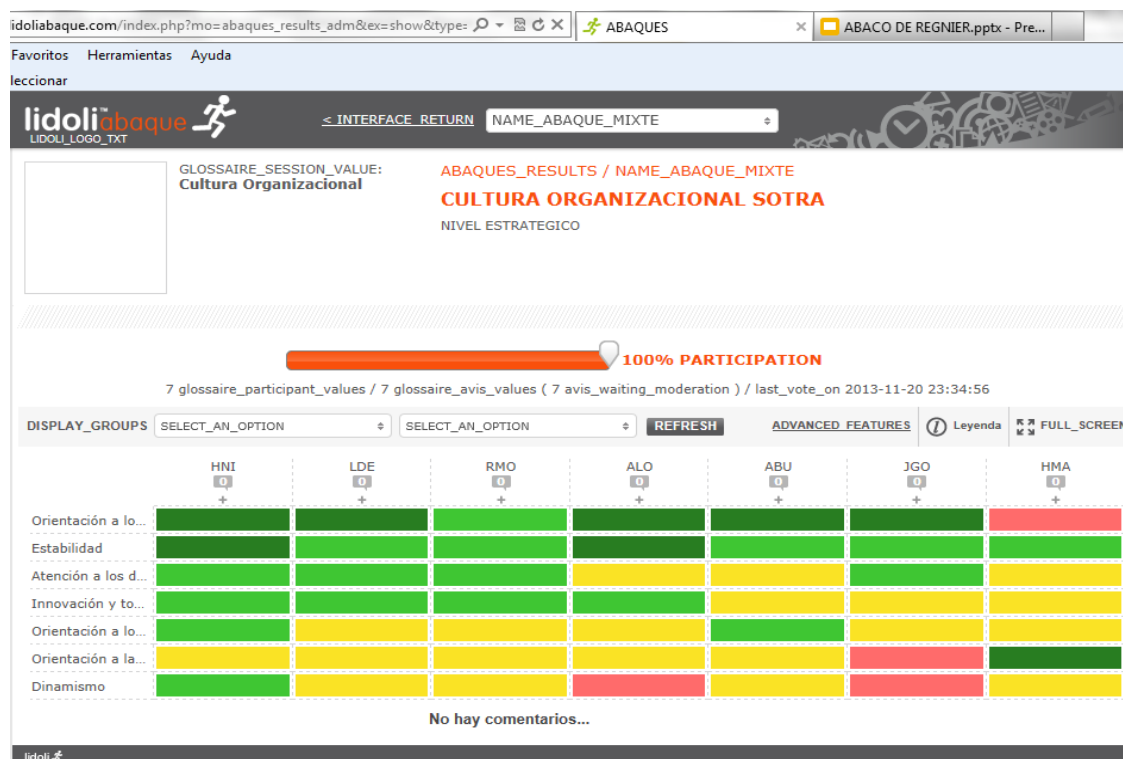 idoliabaque.com/index.php?mo=abaques_results_adm&ex=show&type=
ABAQUES
ABACO DE REGNIER.pptx - Pre...
Favoritos Herramientas Ayuda
leccionar
lidoli™abaque
LIDOLI_LOGO_TXT
< INTERFACE_RETURN
NAME_ABAQUE_MIXTE
GLOSSAIRE_SESSION_VALUE:
Cultura Organizacional
ABAQUES_RESULTS / NAME_ABAQUE_MIXTE
CULTURA ORGANIZACIONAL SOTRA
NIVEL ESTRATEGICO
100% PARTICIPATION
7 glossaire_participant_values / 7 glossaire_avis_values ( 7 avis_waiting_moderation ) / last_vote_on 2013-11-20 23:34:56
DISPLAY_GROUPS SELECT_AN_OPTION SELECT_AN_OPTION REFRESH ADVANCED FEATURES Leyenda FULL_SCREEN
HNI LDE RMO ALO ABU JGO HMA
0 0 0 0 0 0 0
+ + + + + + +
Orientación a lo...
Estabilidad
Atención a los d...
Innovación y to...
Orientación a lo...
Orientación a la...
Dinamismo
No hay comentarios...
lidoli